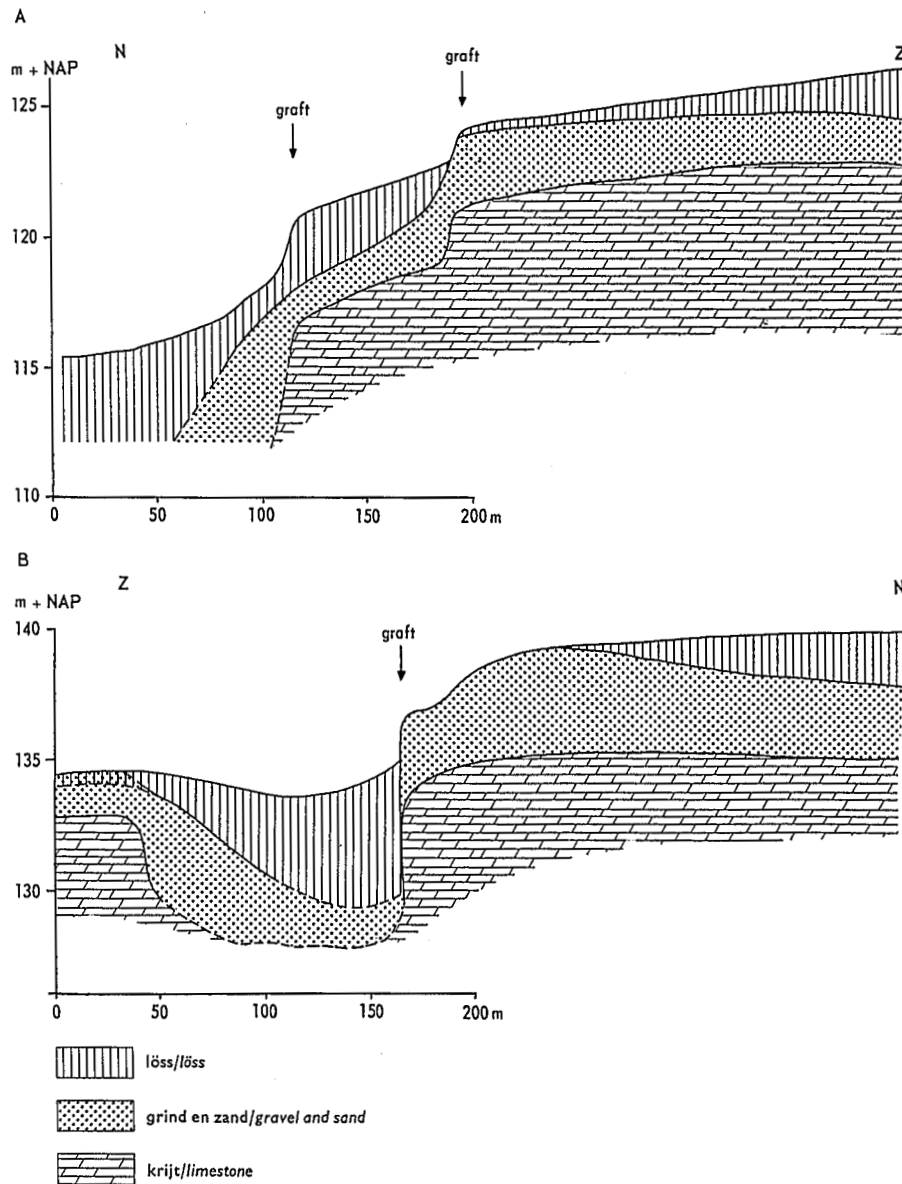 A
N
Z
m + NAP
graft
graft
125
120
115
110
0 50 100 150 200 m
B
Z
N
m + NAP
graft
140
135
130
0 50 100 150 200 m
löss/löss
grind en zand/gravel and sand
krijt/limestone